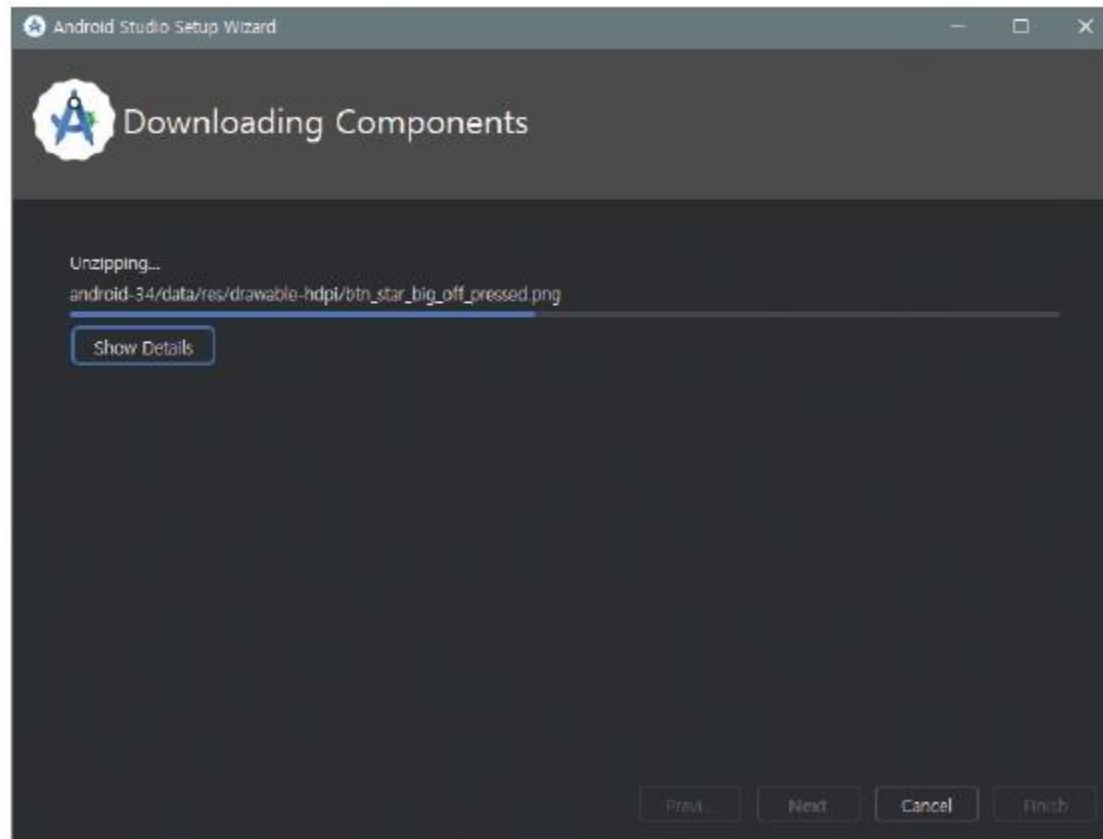 Android Studio Setup Wizard
Downloading Components
Unzipping...
android-34/data/res/drawable-hdpi/btn_star_big_off_pressed.png
Show Details
Previ...
Next
Cancel
Finish